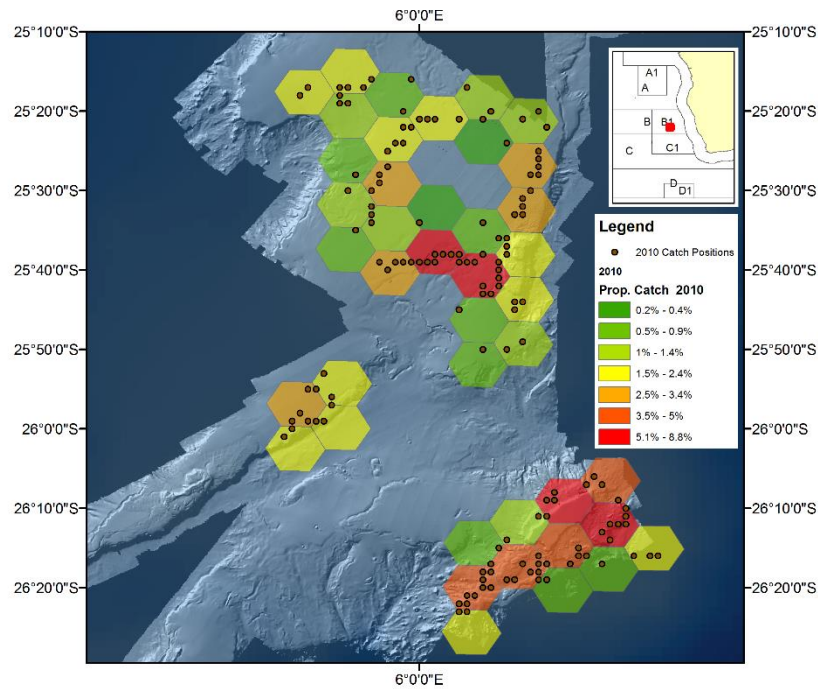 6°0'0"E
25°10'0"S
25°10'0"S
25°20'0"S
25°20'0"S
25°30'0"S
25°30'0"S
25°40'0"S
25°40'0"S
25°50'0"S
25°50'0"S
26°0'0"S
26°0'0"S
26°10'0"S
26°10'0"S
26°20'0"S
26°20'0"S
6°0'0"E
A1
A
B
B1
C
C1
D
D1
Legend
2010 Catch Positions
2010
Prop. Catch 2010
0.2% - 0.4%
0.5% - 0.9%
1% - 1.4%
1.5% - 2.4%
2.5% - 3.4%
3.5% - 5%
5.1% - 8.8%